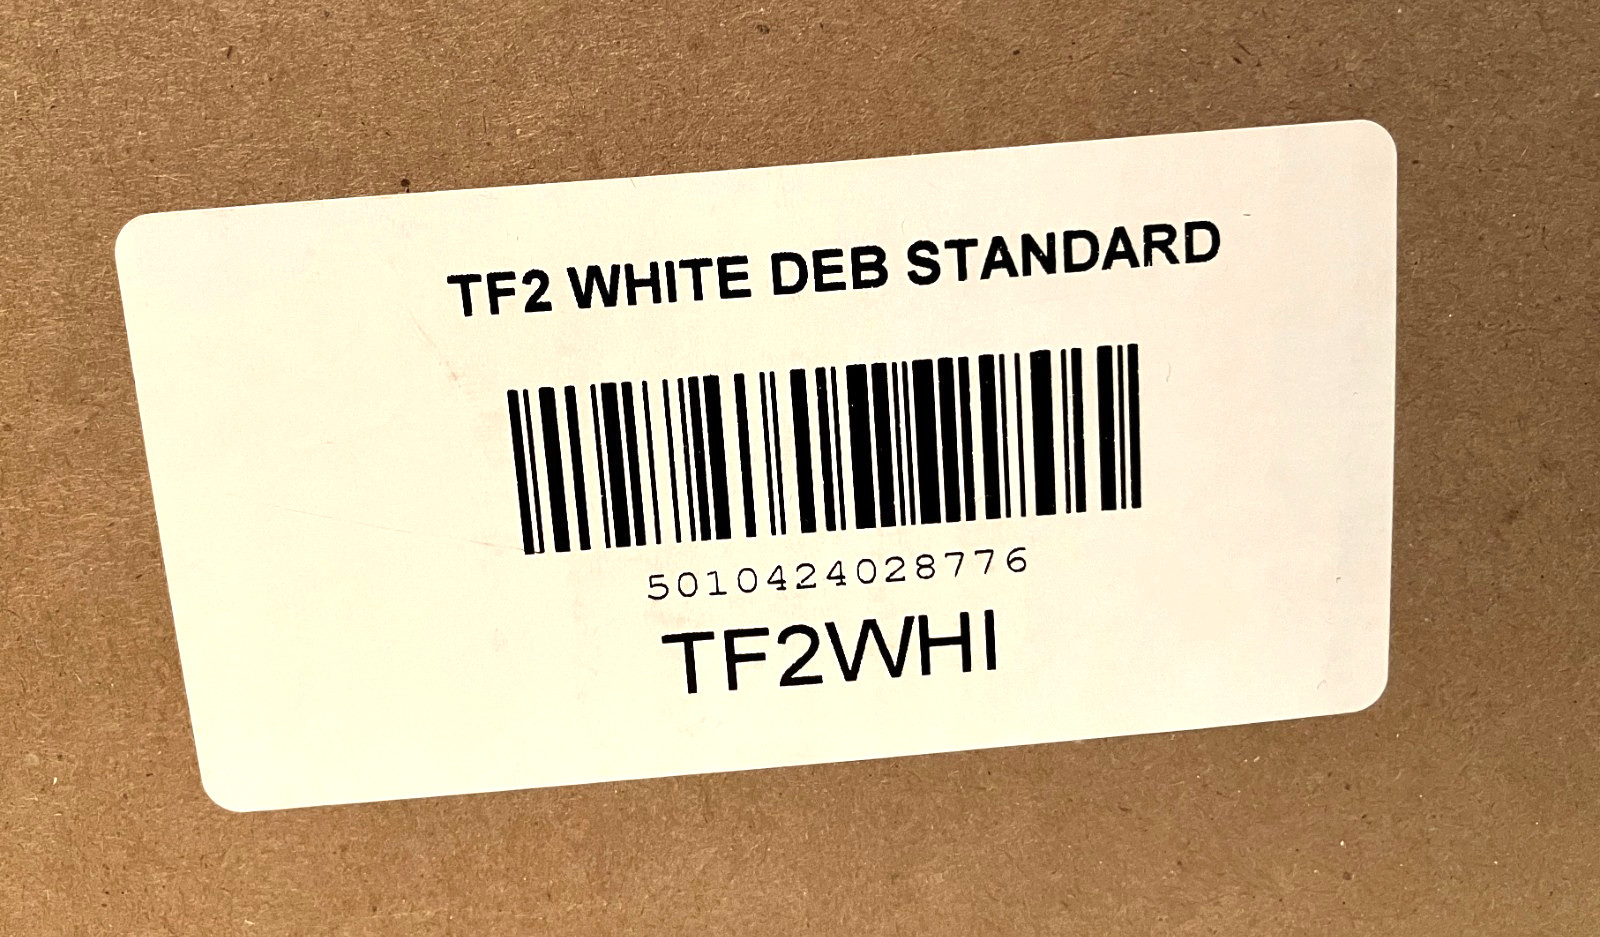 TF2 WHITE DEB STANDARD
5010424028776
TF2WHI